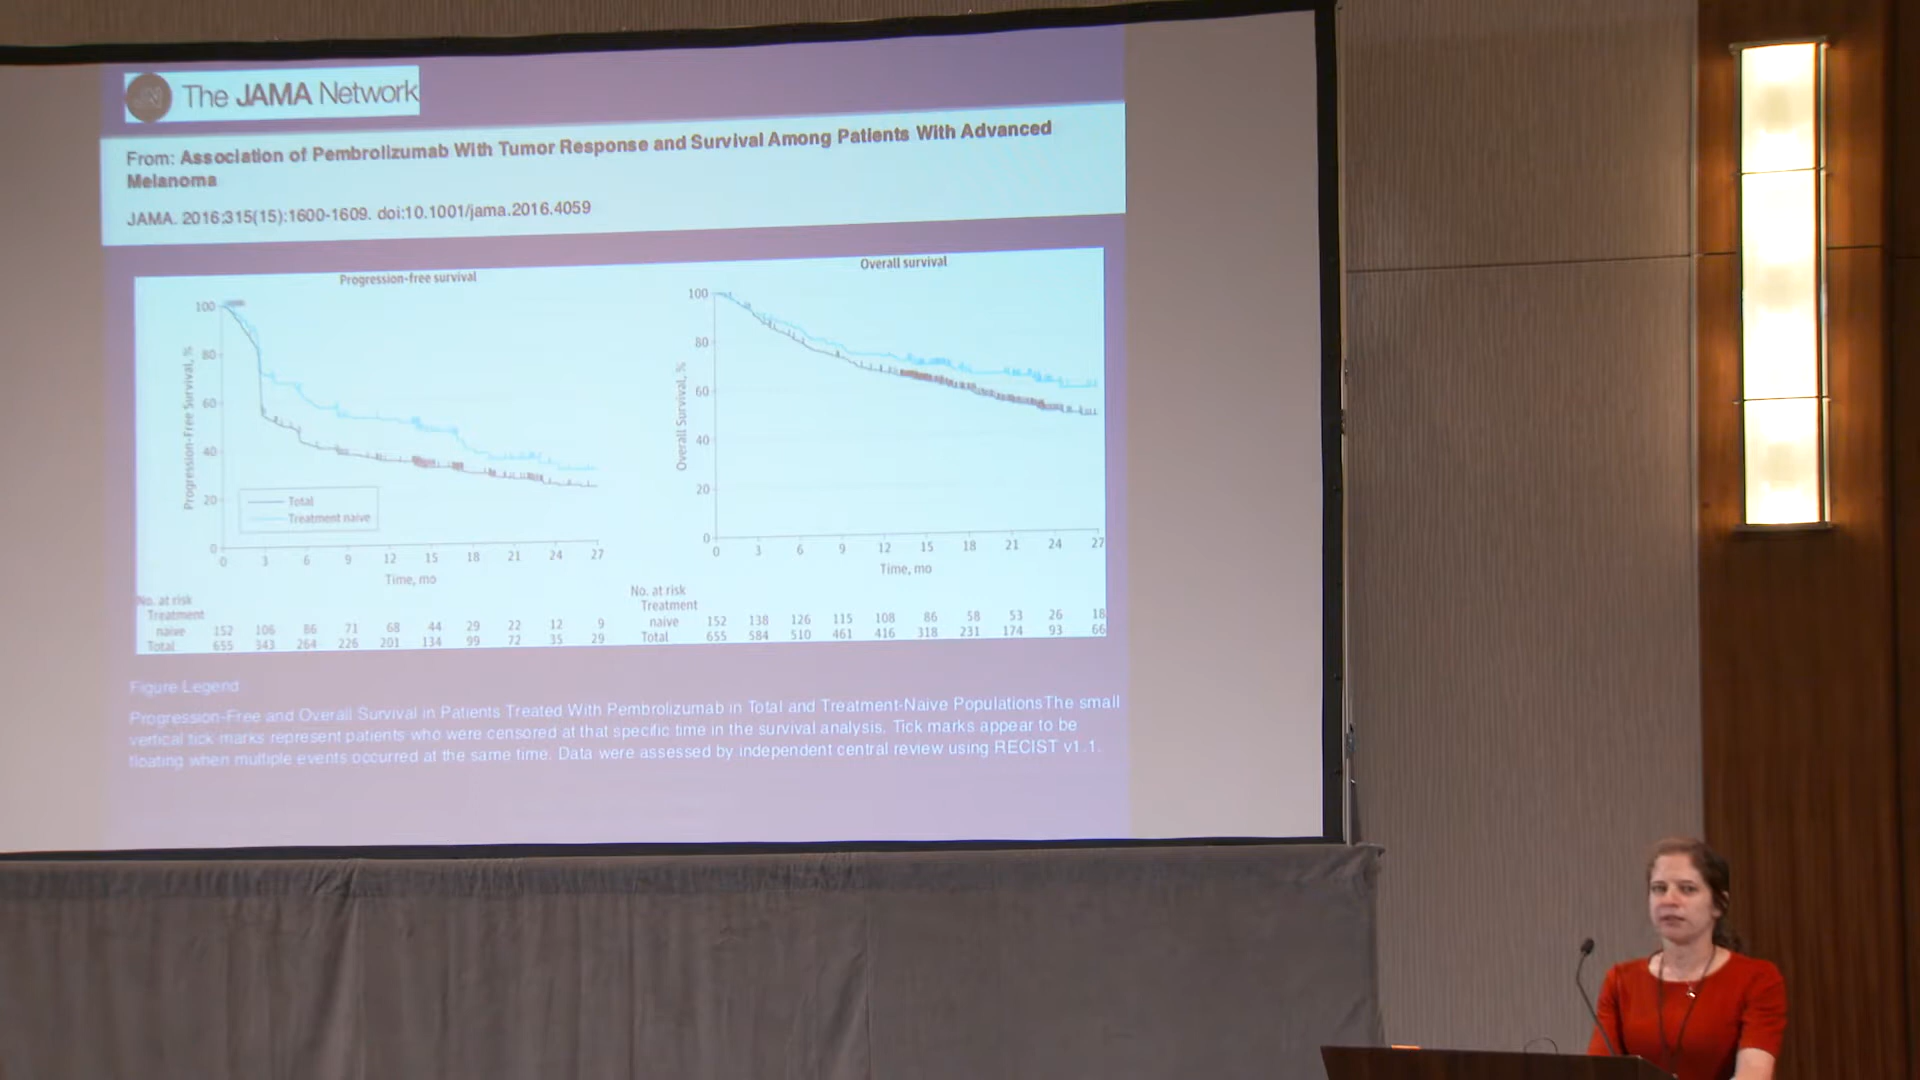 JN The JAMA Network
From: Association of Pembrolizumab With Tumor Response and Survival Among Patients With Advanced
Melanoma
JAMA. 2016;315(15):1600-1609. doi:10.1001/jama.2016.4059
Progression-free survival
Progression-Free Survival, %
100
80
60
40
20
0
Total
Treatment naive
0 3 6 9 12 15 18 21 24 27
Time, mo
No. at risk
Treatment
naive 152 106 86 71 68 44 29 22 12 9
Total 655 343 264 226 201 134 99 72 35 29
Overall survival
Overall Survival, %
100
80
60
40
20
0
0 3 6 9 12 15 18 21 24 27
Time, mo
No. at risk
Treatment
naive 152 138 126 115 108 86 58 53 26 18
Total 655 584 510 461 416 318 231 174 93 66
Figure Legend
Progression-Free and Overall Survival in Patients Treated With Pembrolizumab in Total and Treatment-Naive PopulationsThe small
vertical tick marks represent patients who were censored at that specific time in the survival analysis. Tick marks appear to be
floating when multiple events occurred at the same time. Data were assessed by independent central review using RECIST v1.1.